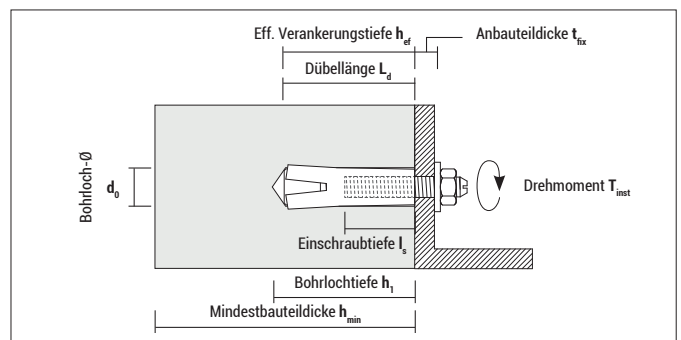 Eff. Verankerungstiefe hef
Anbauteildicke tfix
Dübellänge Ld
Bohrloch-Ø
d0
Drehmoment Tinst
Einschraubtiefe ls
Bohrlochtiefe h1
Mindestbauteildicke hmin